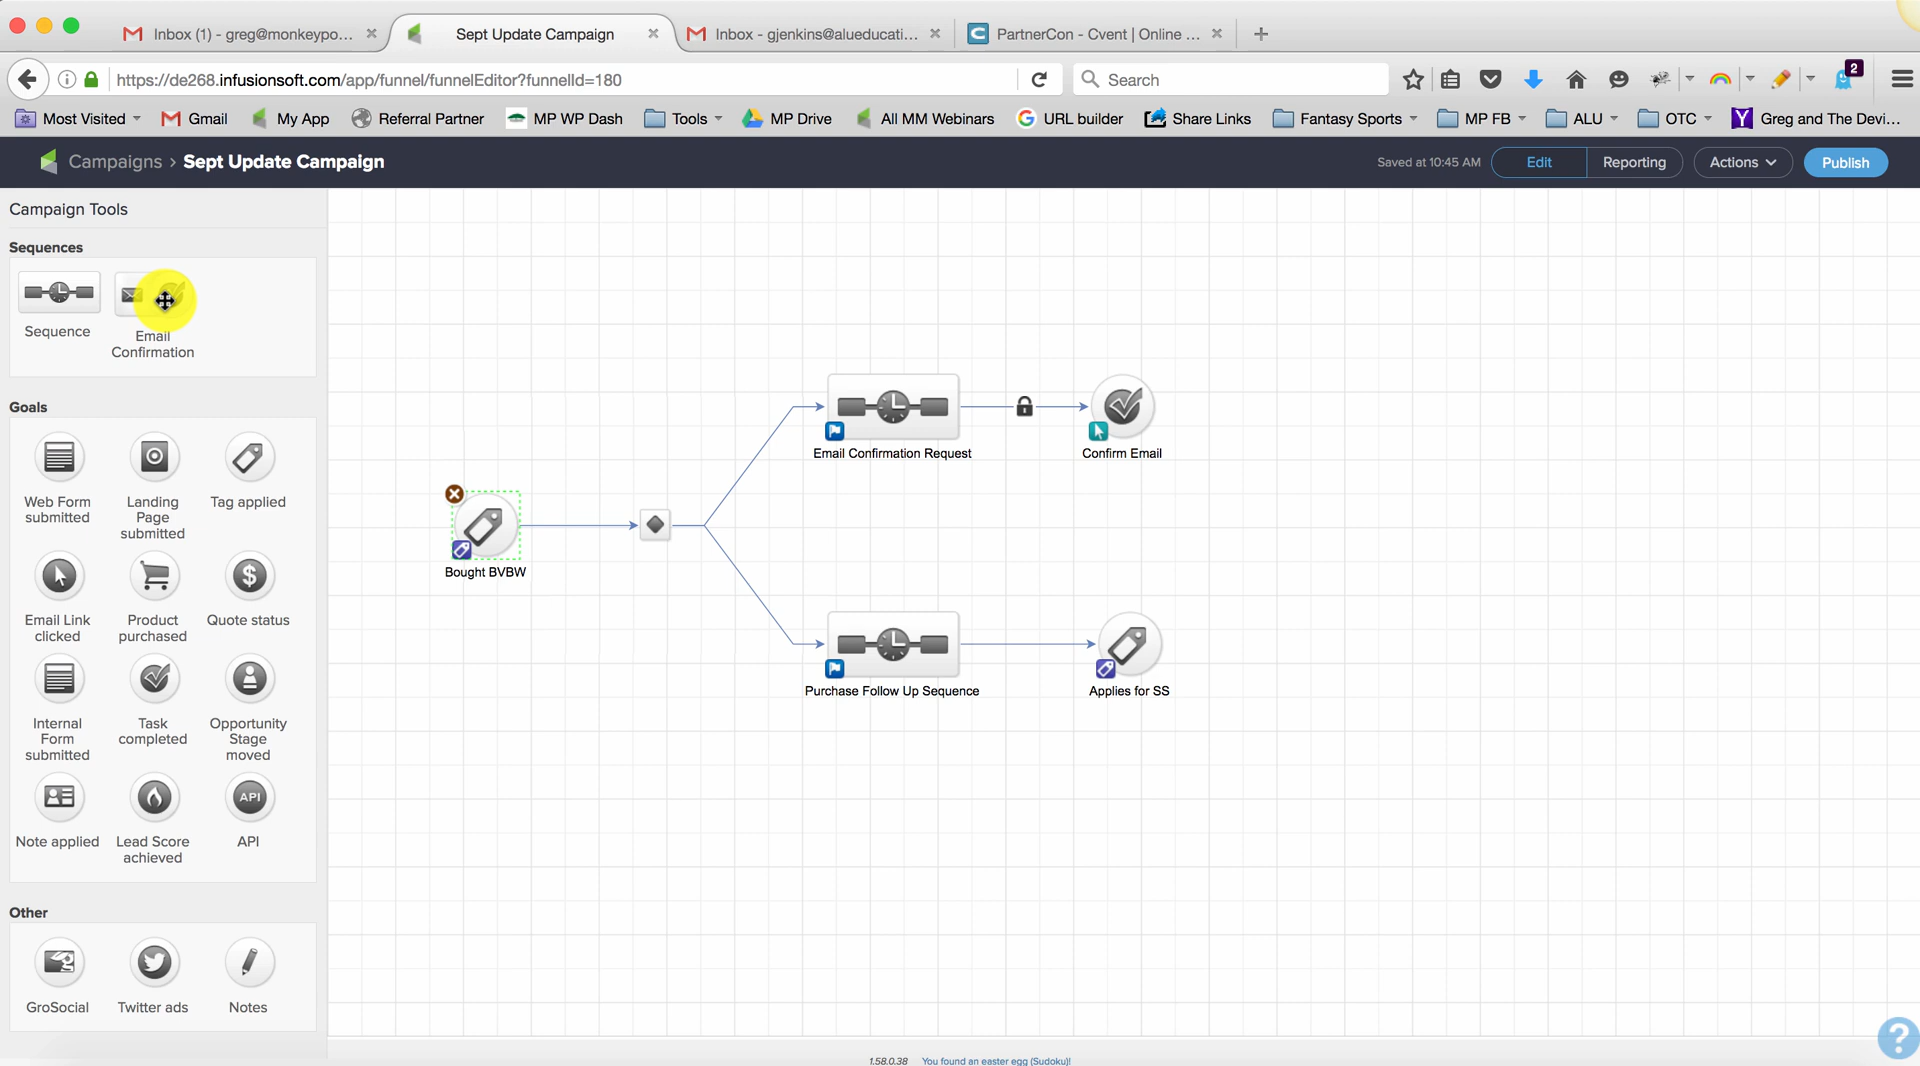 Inbox (1) - greg@monkeypo...
Sept Update Campaign
Inbox - gjenkins@alueducati...
PartnerCon - Cvent | Online ...
https://de268.infusionsoft.com/app/funnel/funnelEditor?funnelId=180
Search
2
Most Visited
Gmail
My App
Referral Partner
MP WP Dash
Tools
MP Drive
All MM Webinars
URL builder
Share Links
Fantasy Sports
MP FB
ALU
OTC
Greg and The Devi...
Campaigns > Sept Update Campaign
Saved at 10:45 AM
Edit
Reporting
Actions
Publish
Campaign Tools
Sequences
Sequence
Email
Confirmation
Goals
Web Form
submitted
Landing
Page
submitted
Tag applied
Email Link
clicked
Product
purchased
Quote status
Internal
Form
submitted
Task
completed
Opportunity
Stage
moved
Note applied
Lead Score
achieved
API
API
Other
GroSocial
Twitter ads
Notes
Bought BVBW
Email Confirmation Request
Confirm Email
Purchase Follow Up Sequence
Applies for SS
1.58.0.38
You found an easter egg (Sudoku)!
?